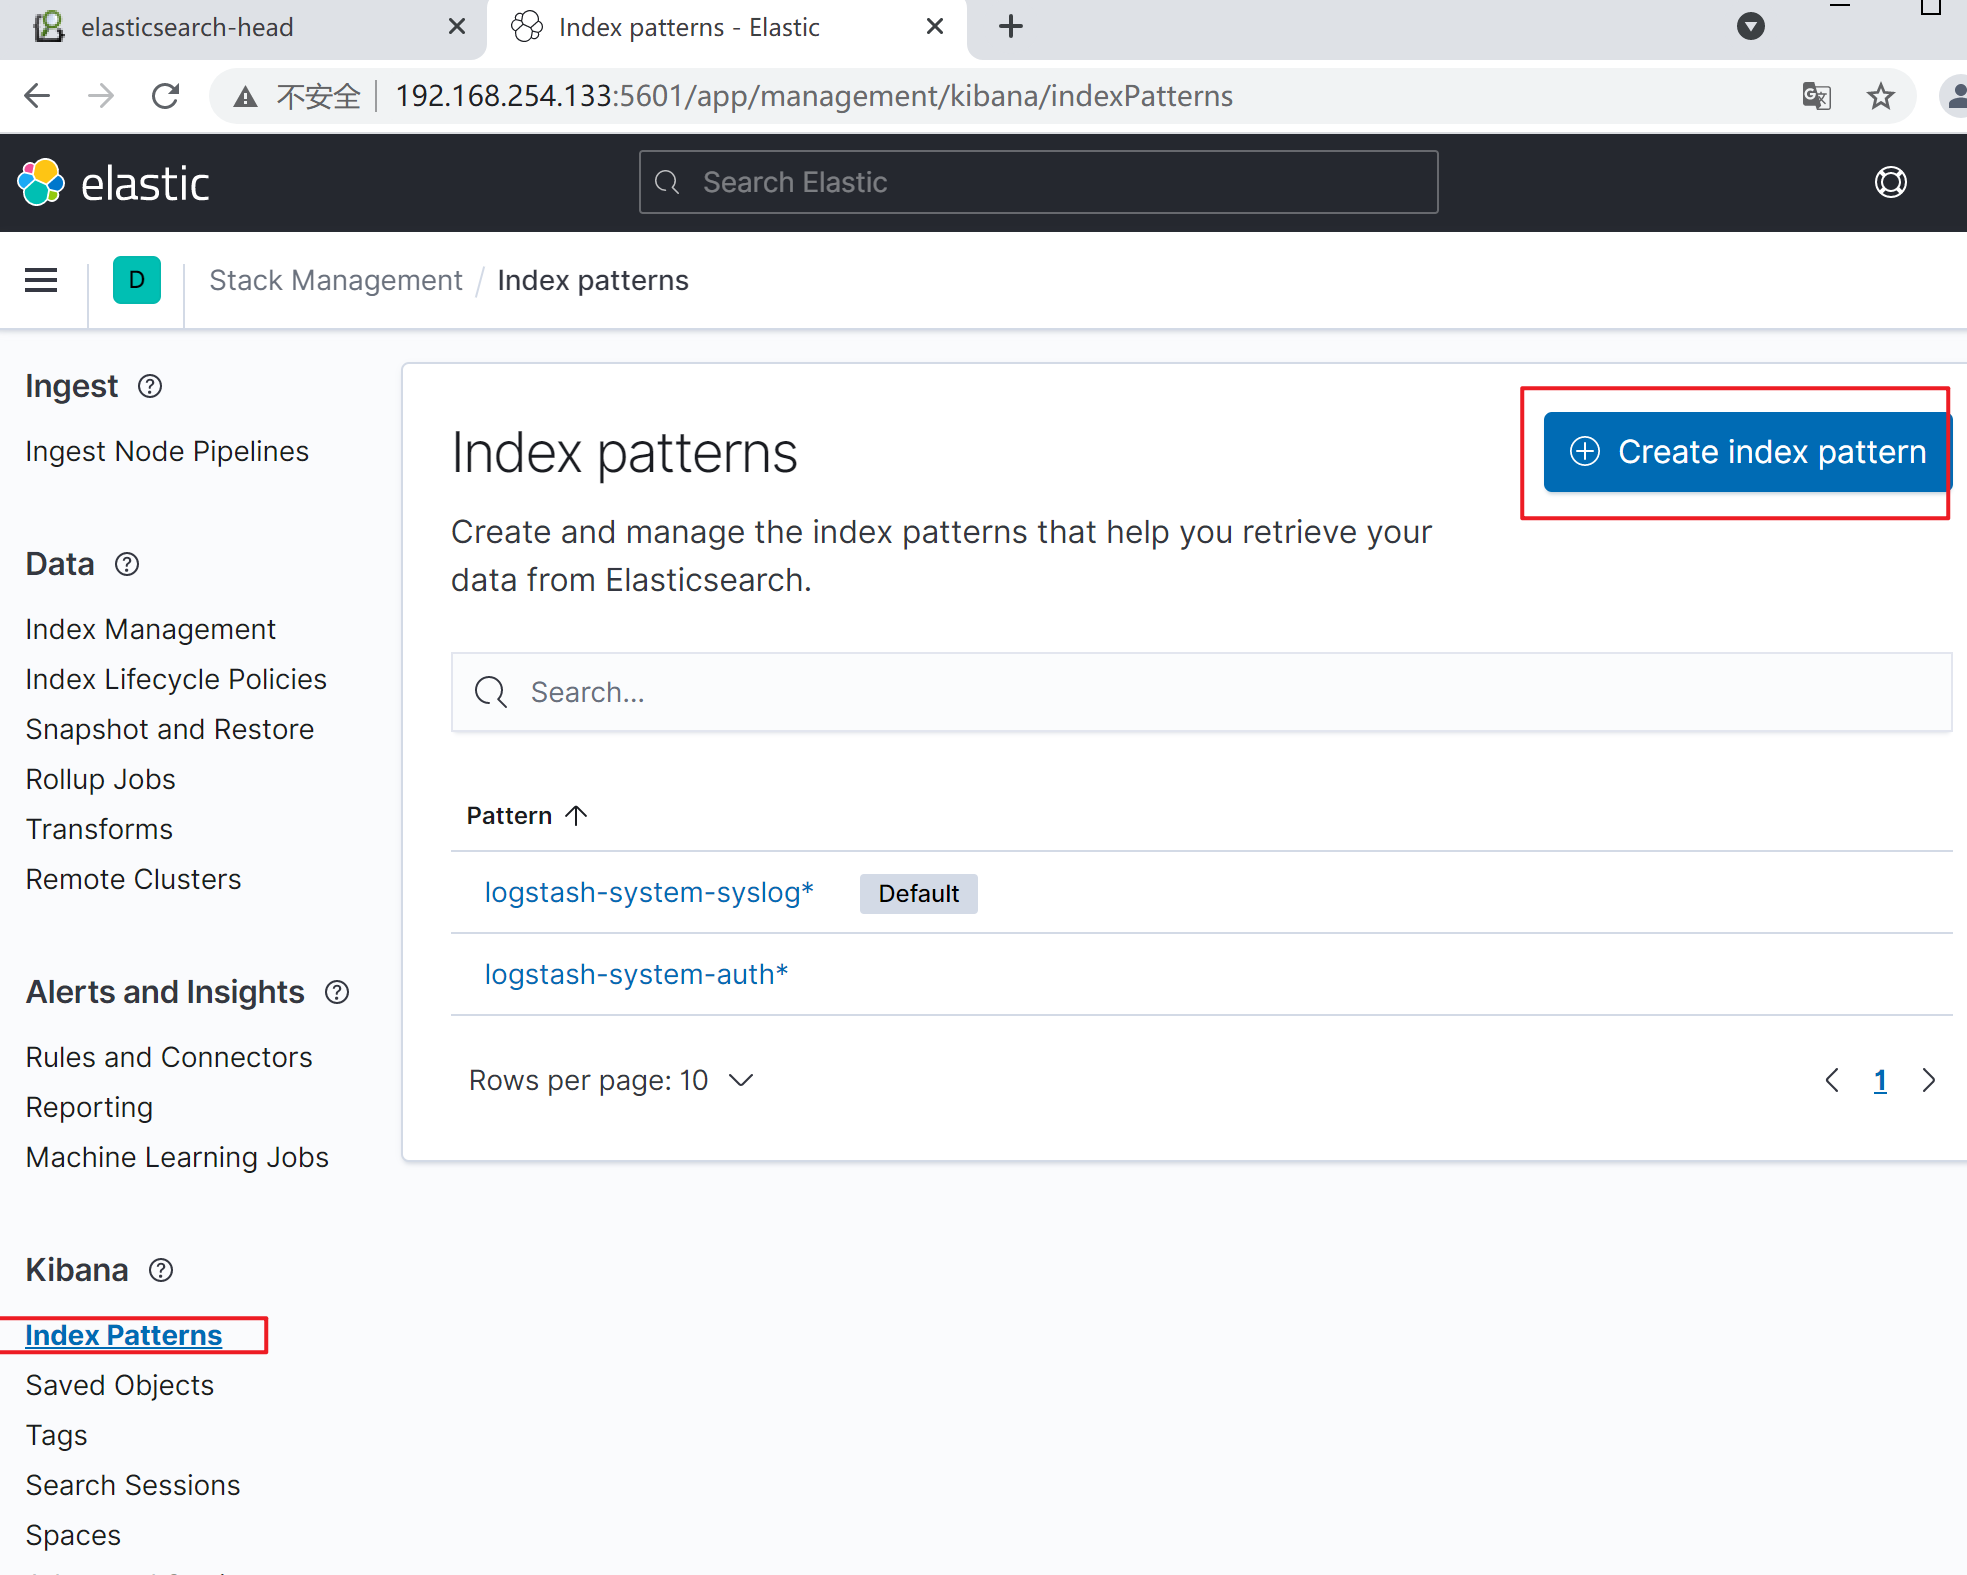 elasticsearch-head
Index patterns - Elastic
不安全
192.168.254.133:5601/app/management/kibana/indexPatterns
elastic
Search Elastic
D
Stack Management / Index patterns
Ingest
Ingest Node Pipelines
Data
Index Management
Index Lifecycle Policies
Snapshot and Restore
Rollup Jobs
Transforms
Remote Clusters
Alerts and Insights
Rules and Connectors
Reporting
Machine Learning Jobs
Kibana
Index Patterns
Saved Objects
Tags
Search Sessions
Spaces
Index patterns
Create index pattern
Create and manage the index patterns that help you retrieve your
data from Elasticsearch.
Search...
Pattern
logstash-system-syslog* Default
logstash-system-auth*
Rows per page: 10
1